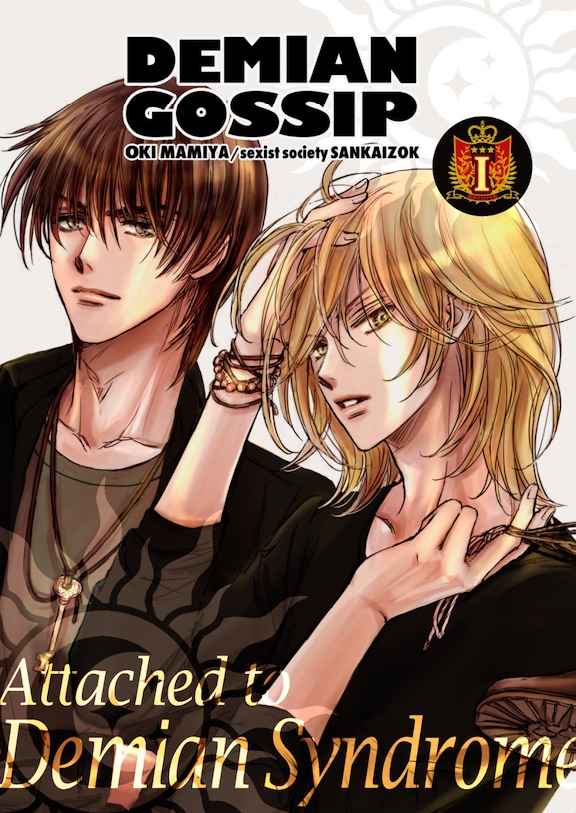 DEMIAN
GOSSIP
OKI MAMIYA/sexist society SANKAIZOK
I
Attached to
Demian Syndrome